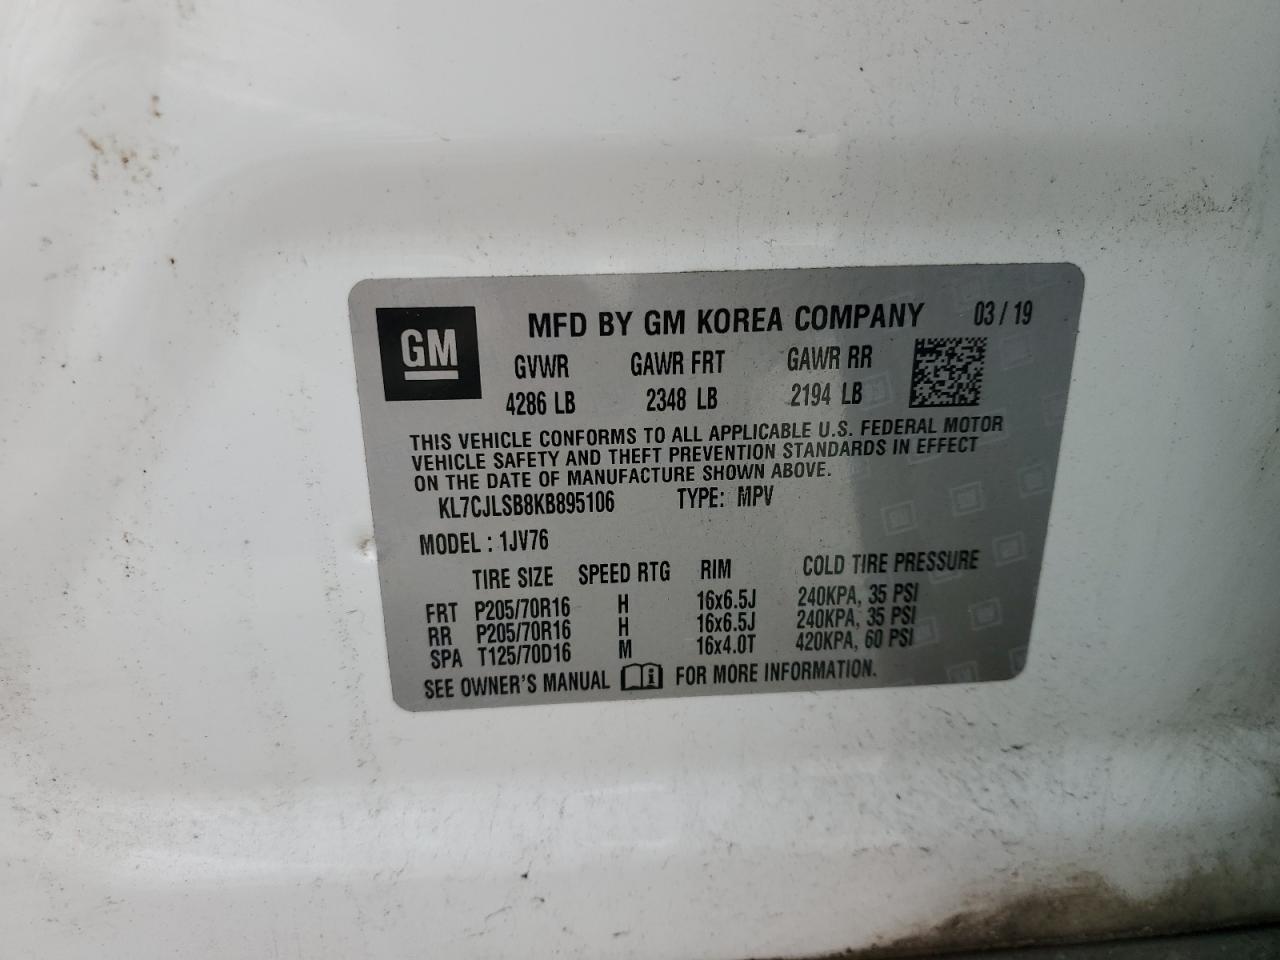 GM
MFD BY GM KOREA COMPANY 03 / 19
GVWR GAWR FRT GAWR RR
4286 LB 2348 LB 2194 LB
THIS VEHICLE CONFORMS TO ALL APPLICABLE U.S. FEDERAL MOTOR
VEHICLE SAFETY AND THEFT PREVENTION STANDARDS IN EFFECT
ON THE DATE OF MANUFACTURE SHOWN ABOVE.
KL7CJLSB8KB895106 TYPE: MPV
MODEL : 1JV76
TIRE SIZE SPEED RTG RIM COLD TIRE PRESSURE
FRT P205/70R16 H 16x6.5J 240KPA, 35 PSI
RR P205/70R16 H 16x6.5J 240KPA, 35 PSI
SPA T125/70D16 M 16x4.0T 420KPA, 60 PSI
SEE OWNER'S MANUAL i FOR MORE INFORMATION.